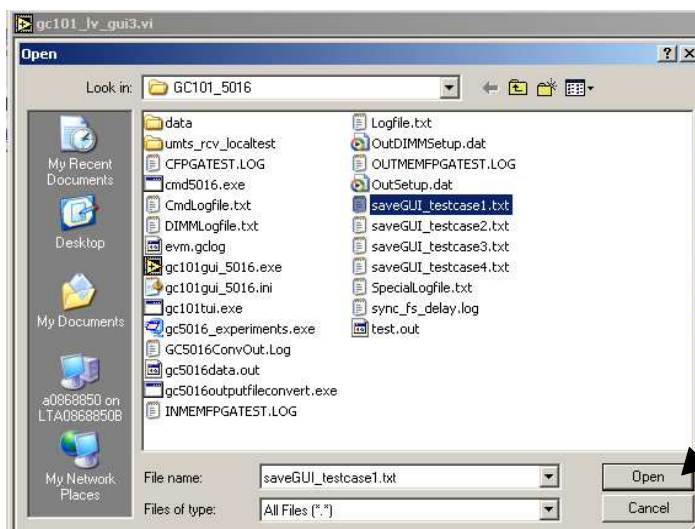 gc101_lv_gui3.vi
Open
Look in:
GC101_5016
My Recent
Documents
Desktop
My Documents
a0868850 on
LTA0868850B
My Network
Places
data
umts_rcv_localtest
CFPGATEST.LOG
cmd5016.exe
CmdLogfile.txt
DIMMLogfile.txt
evm.gclog
gc101gui_5016.exe
gc101gui_5016.ini
gc101tui.exe
gc5016_experiments.exe
GC5016ConvOut.Log
gc5016data.out
gc5016outputfileconvert.exe
INMEMFPGATEST.LOG
Logfile.txt
OutDIMMSetup.dat
OUTMEMFPGATEST.LOG
OutSetup.dat
saveGUI_testcase1.txt
saveGUI_testcase2.txt
saveGUI_testcase3.txt
saveGUI_testcase4.txt
SpecialLogfile.txt
sync_fs_delay.log
test.out
File name:
saveGUI_testcase1.txt
Open
Files of type:
All Files (*.*)
Cancel